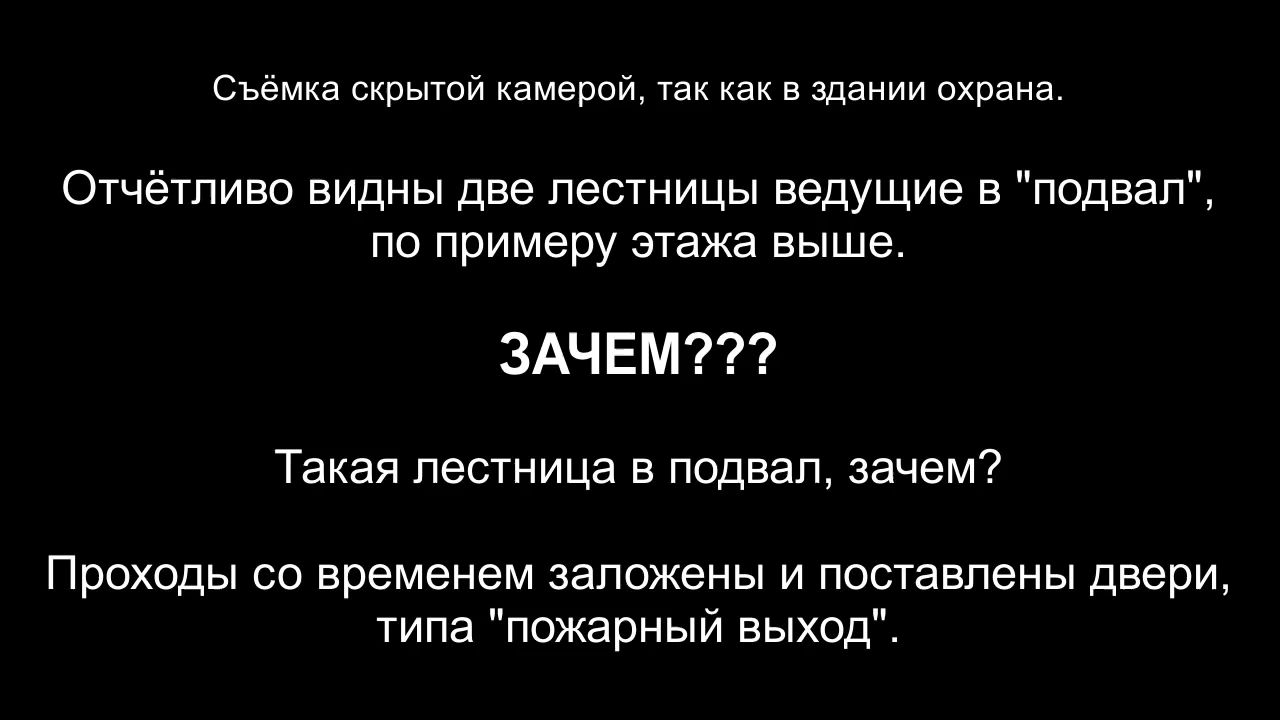 Съёмка скрытой камерой, так как в здании охрана.
Отчётливо видны две лестницы ведущие в "подвал",
по примеру этажа выше.
ЗАЧЕМ???
Такая лестница в подвал, зачем?
Проходы со временем заложены и поставлены двери,
типа "пожарный выход".